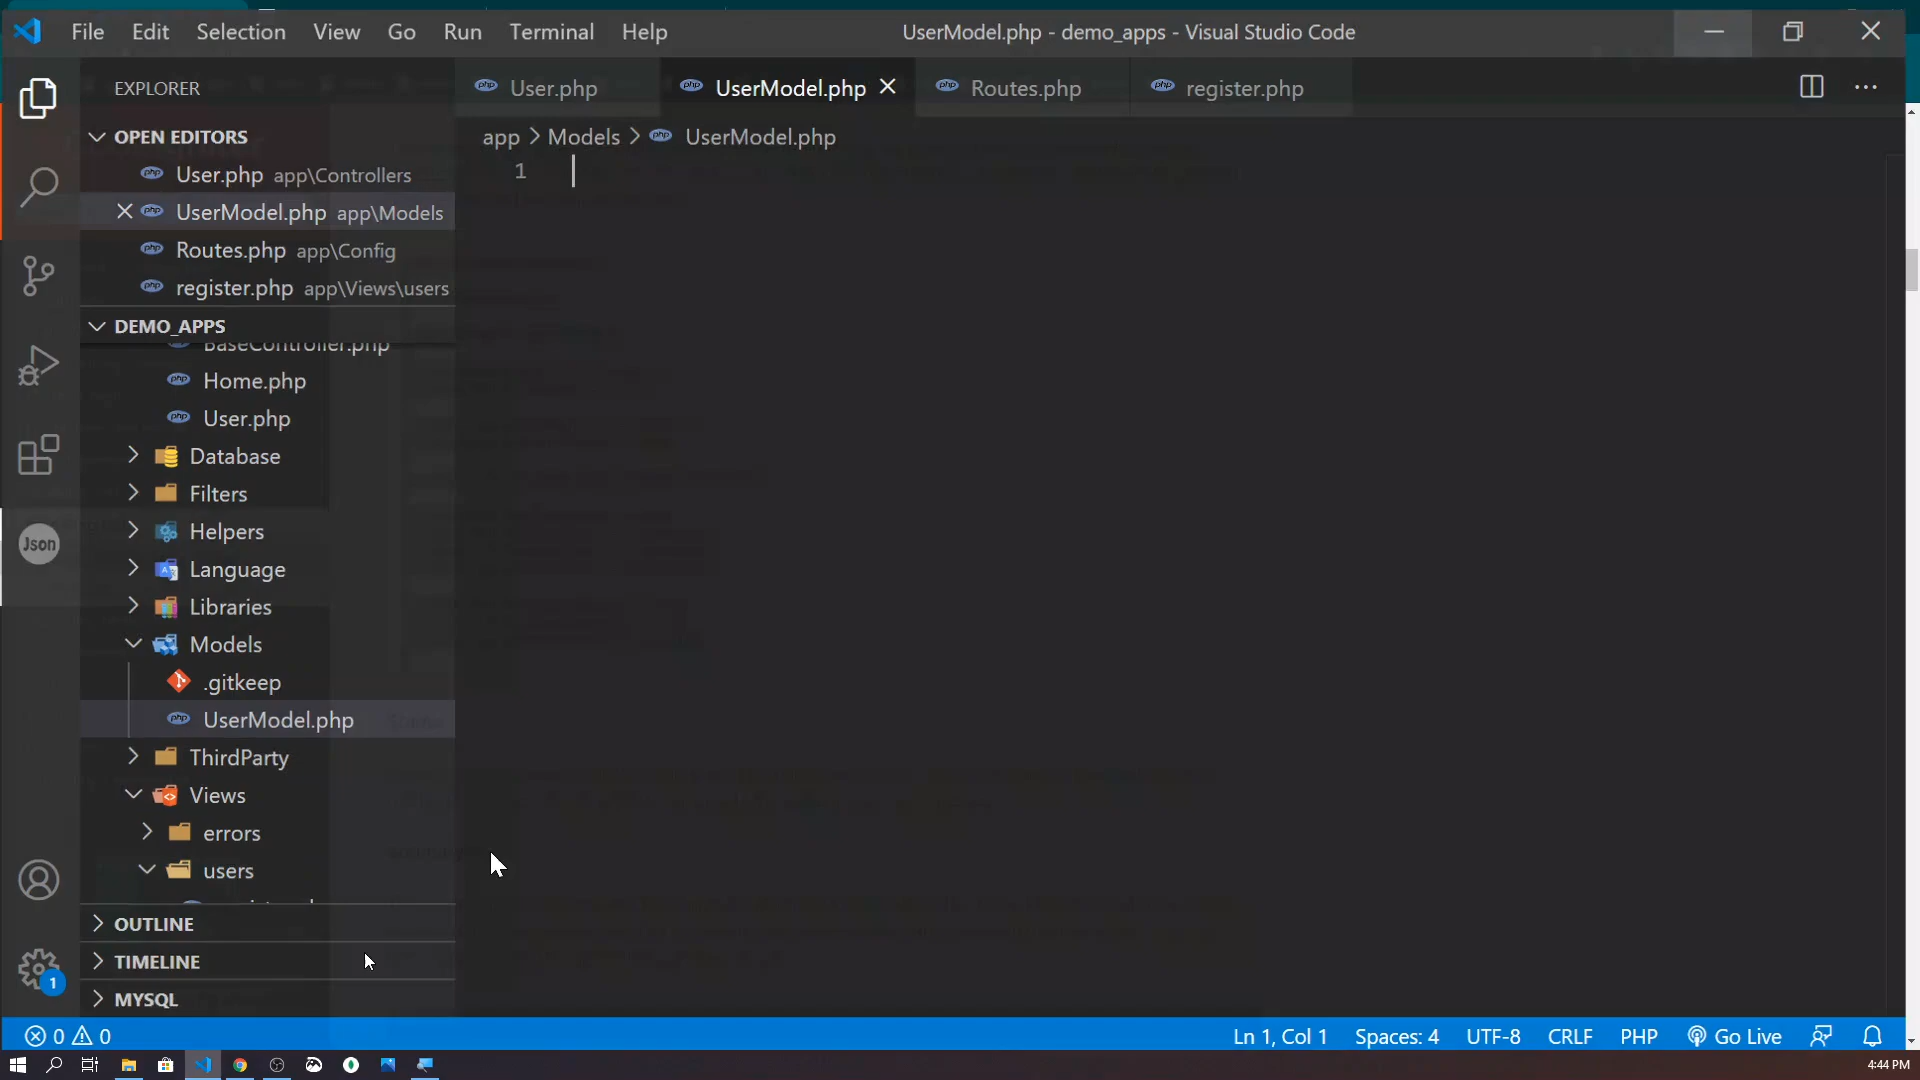 File Edit Selection View Go Run Terminal Help UserModel.php - demo_apps - Visual Studio Code
EXPLORER
User.php UserModel.php Routes.php register.php
OPEN EDITORS
app > Models > UserModel.php
1
User.php app\Controllers
UserModel.php app\Models
Routes.php app\Config
register.php app\Views\users
DEMO_APPS
BaseController.php
Home.php
User.php
Database
Filters
Helpers
Language
Libraries
Models
.gitkeep
UserModel.php
ThirdParty
Views
errors
users
OUTLINE
TIMELINE
MYSQL
Json
1
0 0 Ln 1, Col 1 Spaces: 4 UTF-8 CRLF PHP Go Live
4:44 PM